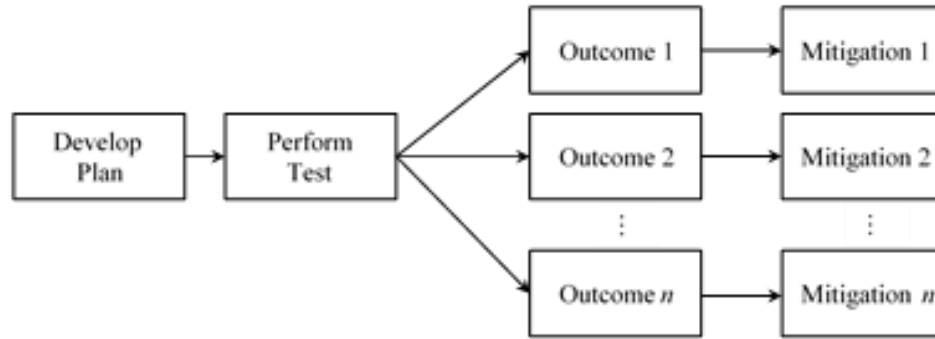 Outcome 1
Mitigation 1
Develop
Plan
Perform
Test
Outcome 2
Mitigation 2
⋮
⋮
Outcome n
Mitigation m